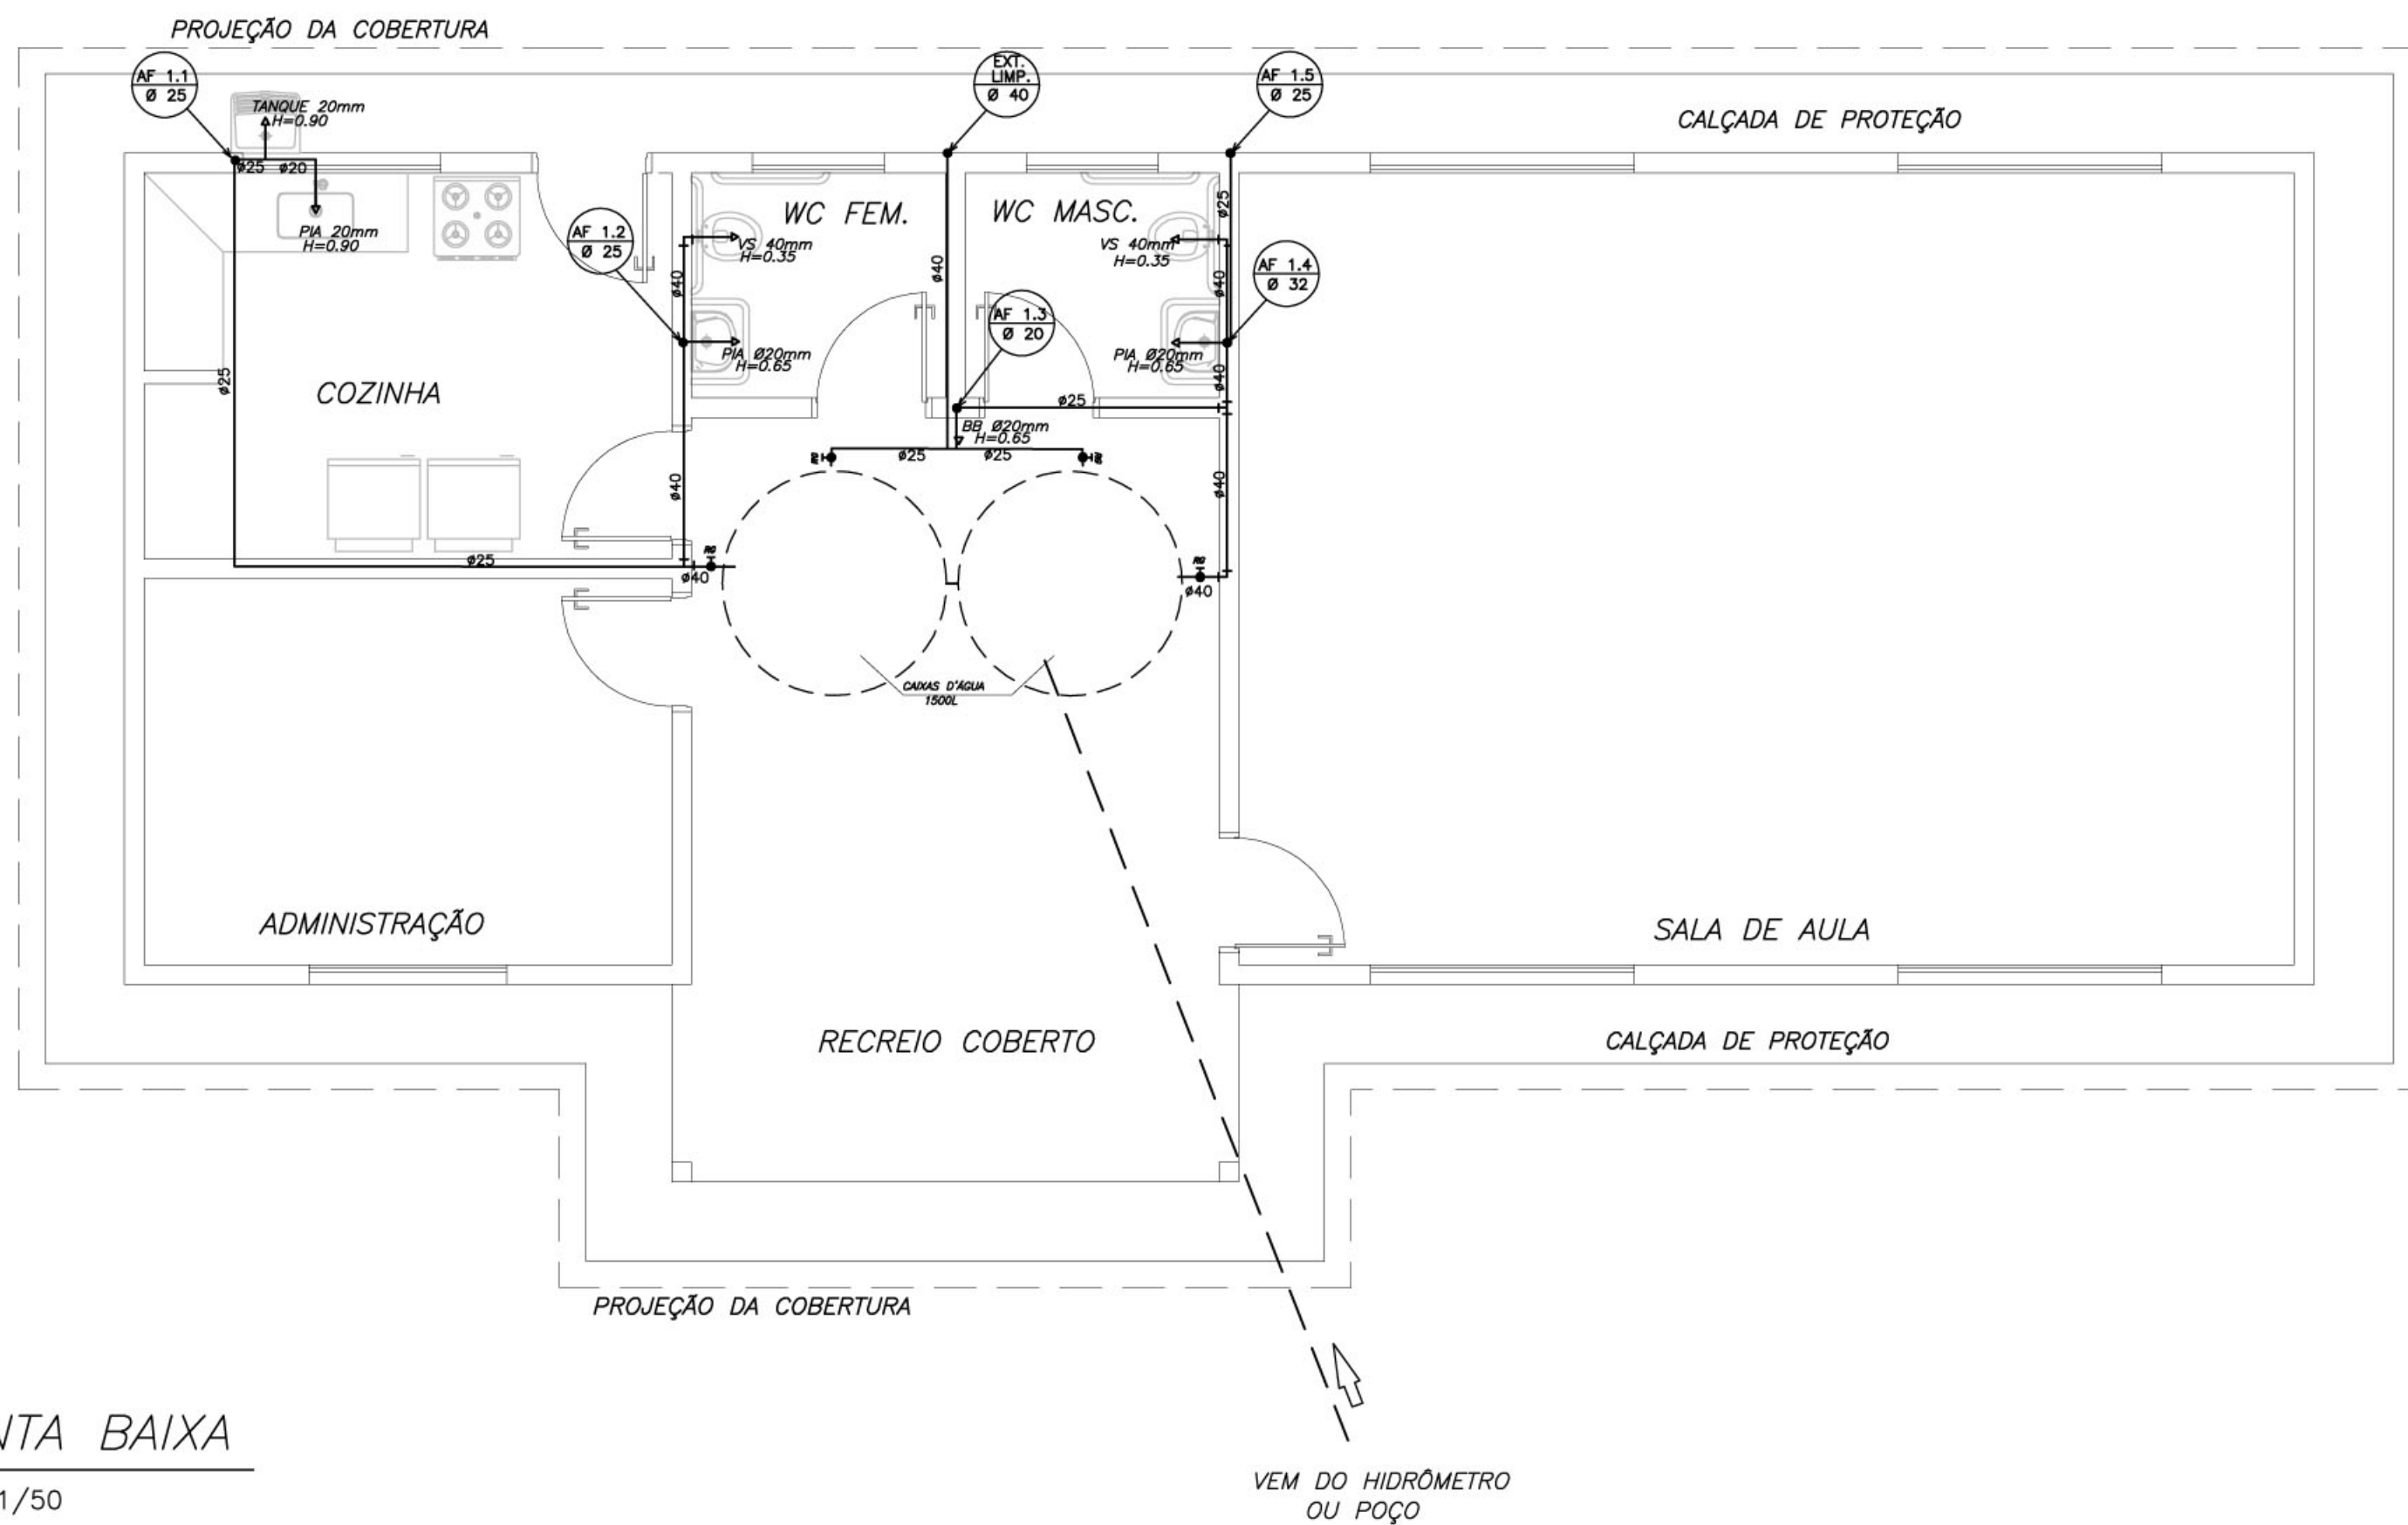 PROJEÇÃO DA COBERTURA
AF 1.1
Ø 25
EXT.
LIMP.
Ø 40
AF 1.5
Ø 25
TANQUE 20mm
H=0.90
CALÇADA DE PROTEÇÃO
ø25
ø20
PIA 20mm
H=0.90
AF 1.2
Ø 25
WC FEM.
WC MASC.
ø25
VS 40mm
H=0.35
VS 40mm
H=0.35
ø40
ø40
ø40
AF 1.4
Ø 32
AF 1.3
Ø 20
PIA Ø20mm
H=0.65
PIA Ø20mm
H=0.65
ø25
COZINHA
ø40
ø25
BB Ø20mm
H=0.65
ø25
ø25
ø40
ø40
ø25
RG
ø40
RG
ø40
CAIXAS D'ÁGUA
1500L
ADMINISTRAÇÃO
SALA DE AULA
RECREIO COBERTO
CALÇADA DE PROTEÇÃO
PROJEÇÃO DA COBERTURA
NTA BAIXA
1/50
VEM DO HIDRÔMETRO
OU POÇO